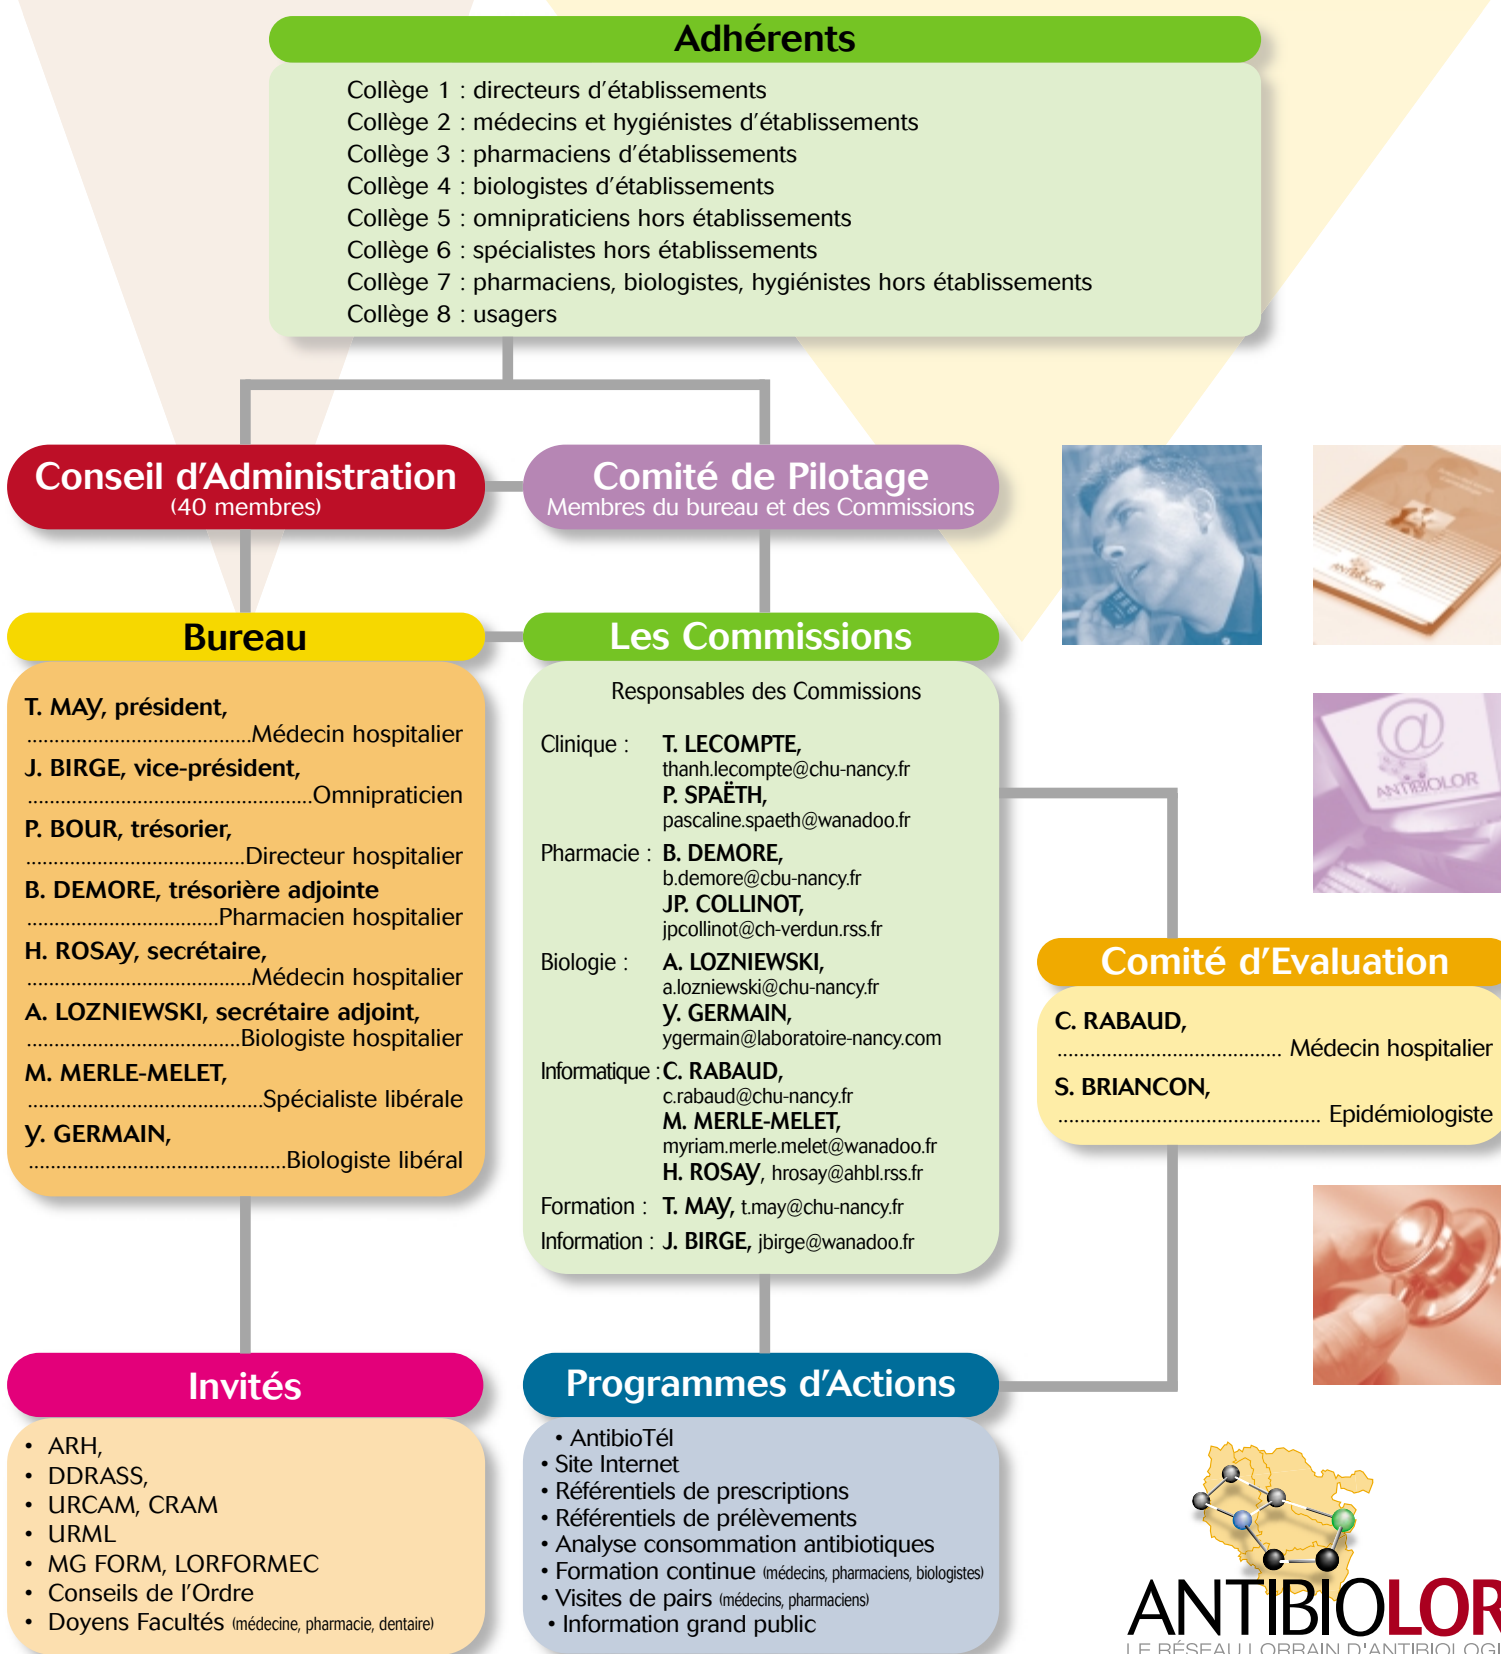 Adhérents
Collège 1 : directeurs d'établissements
Collège 2 : médecins et hygiénistes d'établissements
Collège 3 : pharmaciens d'établissements
Collège 4 : biologistes d'établissements
Collège 5 : omnipraticiens hors établissements
Collège 6 : spécialistes hors établissements
Collège 7 : pharmaciens, biologistes, hygiénistes hors établissements
Collège 8 : usagers
Conseil d'Administration
(40 membres)
Comité de Pilotage
Membres du bureau et des Commissions
Bureau
T. MAY, président,
.........................................Médecin hospitalier
J. BIRGE, vice-président,
....................................................Omnipraticien
P. BOUR, trésorier,
........................................Directeur hospitalier
B. DEMORE, trésorière adjointe
...................................Pharmacien hospitalier
H. ROSAY, secrétaire,
.........................................Médecin hospitalier
A. LOZNIEWSKI, secrétaire adjoint,
.......................................Biologiste hospitalier
M. MERLE-MELET,
...........................................Spécialiste libérale
Y. GERMAIN,
...............................................Biologiste libéral
Les Commissions
Responsables des Commissions
Clinique : T. LECOMPTE,
thanh.lecompte@chu-nancy.fr
P. SPAËTH,
pascaline.spaeth@wanadoo.fr
Pharmacie : B. DEMORE,
b.demore@cbu-nancy.fr
JP. COLLINOT,
jpcollinot@ch-verdun.rss.fr
Biologie : A. LOZNIEWSKI,
a.lozniewski@chu-nancy.fr
Y. GERMAIN,
ygermain@laboratoire-nancy.com
Informatique : C. RABAUD,
c.rabaud@chu-nancy.fr
M. MERLE-MELET,
myriam.merle.melet@wanadoo.fr
H. ROSAY, hrosay@ahbl.rss.fr
Formation : T. MAY, t.may@chu-nancy.fr
Information : J. BIRGE, jbirge@wanadoo.fr
ANTIBIOLOR
@
ANTIBIOLOR
Comité d'Evaluation
C. RABAUD,
......................................... Médecin hospitalier
S. BRIANCON,
................................................ Epidémiologiste
Invités
• ARH,
• DDRASS,
• URCAM, CRAM
• URML
• MG FORM, LORFORMEC
• Conseils de l'Ordre
• Doyens Facultés (médecine, pharmacie, dentaire)
Programmes d'Actions
• AntibioTél
• Site Internet
• Référentiels de prescriptions
• Référentiels de prélèvements
• Analyse consommation antibiotiques
• Formation continue (médecins, pharmaciens, biologistes)
• Visites de pairs (médecins, pharmaciens)
• Information grand public
ANTIBIOLOR
LE RÉSEAU LORRAIN D'ANTIBIOLOGI